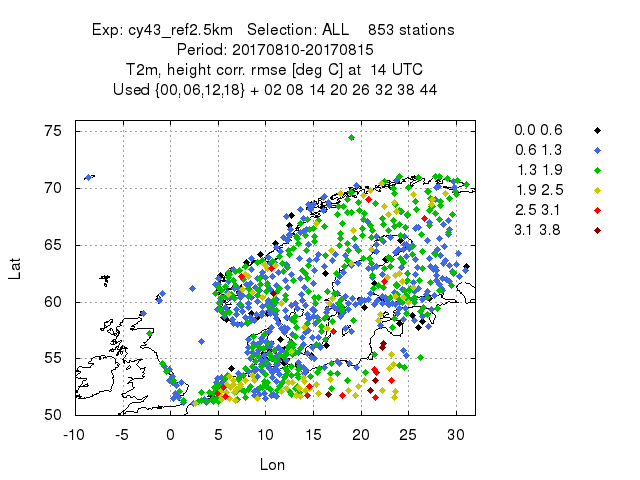 Exp: cy43_ref2.5km   Selection: ALL    853 stations
Period: 20170810-20170815
T2m, height corr. rmse [deg C] at  14 UTC
Used {00,06,12,18} + 02 08 14 20 26 32 38 44
75
70
65
60
55
50
Lat
-10 -5 0 5 10 15 20 25 30
Lon
0.0 0.6
0.6 1.3
1.3 1.9
1.9 2.5
2.5 3.1
3.1 3.8